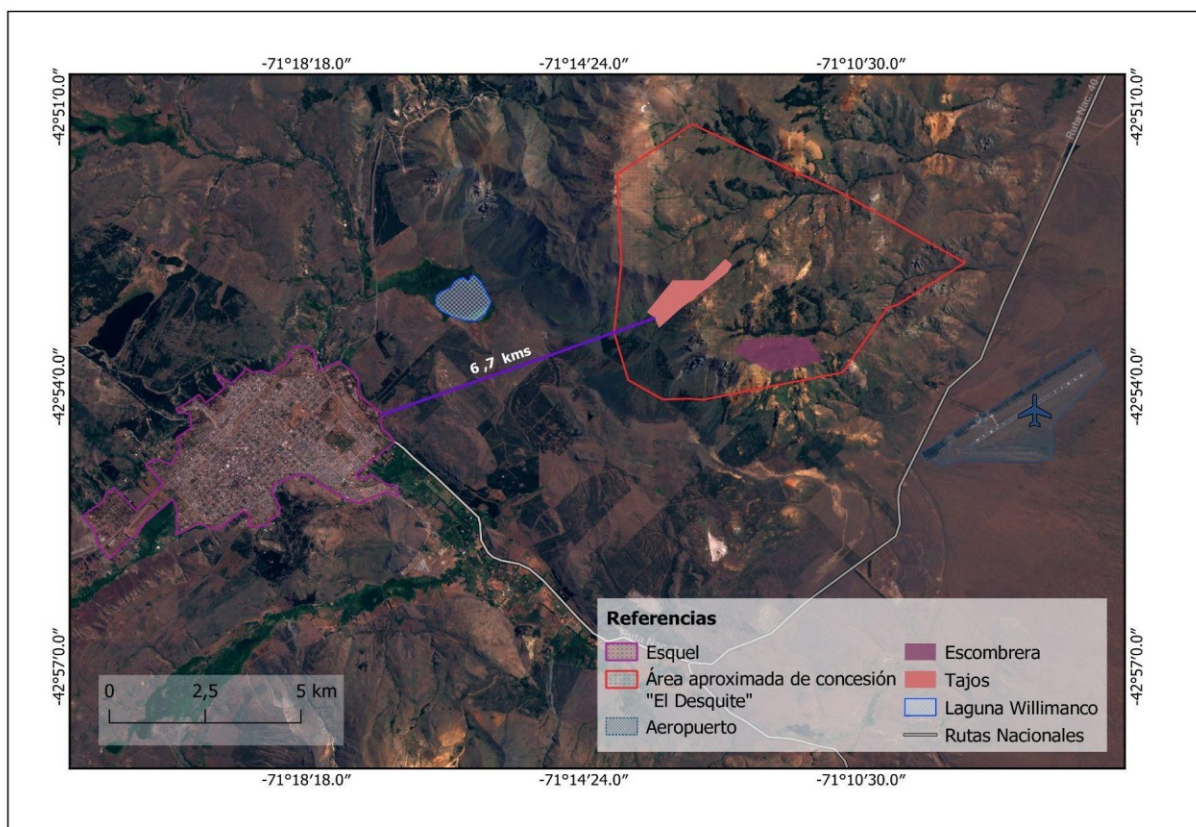 -71°18′18.0″
-71°14′24.0″
-71°10′30.0″
-42°51′0.0″
-42°51′0.0″
Ruta Nac. 40
6 ,7 kms
-42°54′0.0″
-42°54′0.0″
-42°57′0.0″
-42°57′0.0″
0
2,5
5 km
Referencias
Esquel
Área aproximada de concesión
"El Desquite"
Aeropuerto
Escombrera
Tajos
Laguna Willimanco
Rutas Nacionales
-71°18′18.0″
-71°14′24.0″
-71°10′30.0″